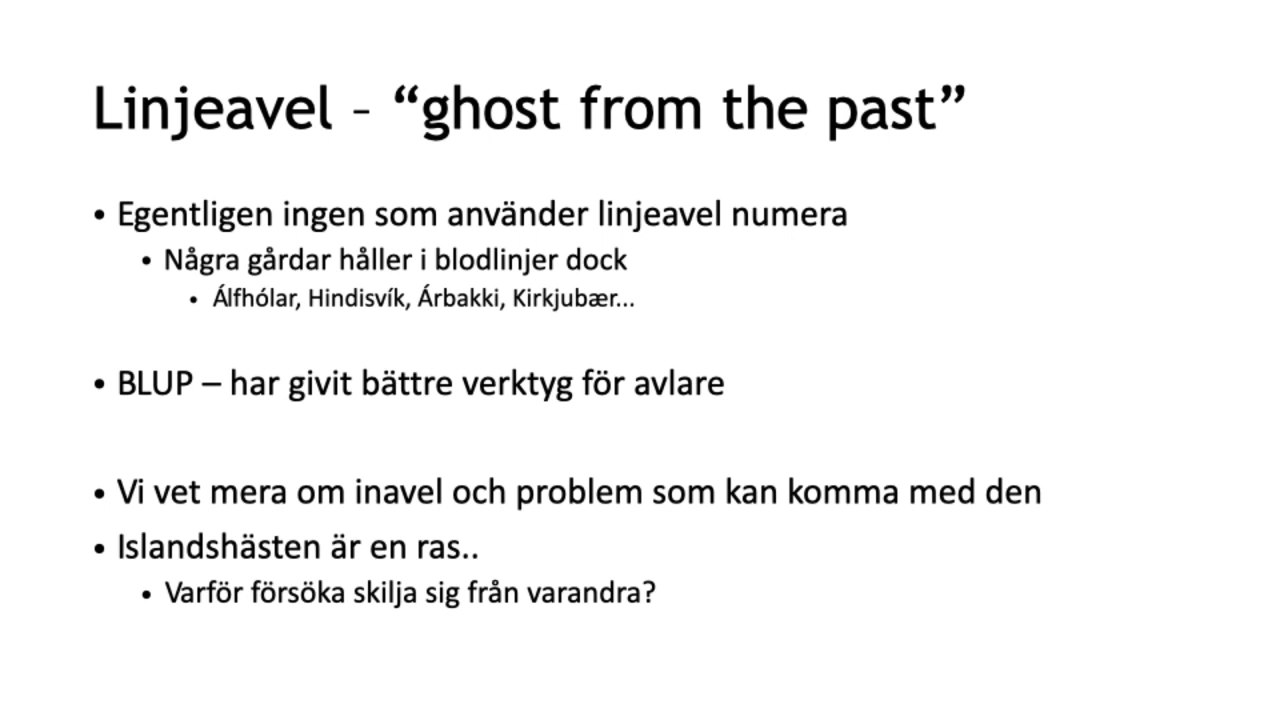 Linjeavel – “ghost from the past”
• Egentligen ingen som använder linjeavel numera
• Några gårdar håller i blodlinjer dock
• Álfhólar, Hindisvík, Árbakki, Kirkjubær...
• BLUP – har givit bättre verktyg för avlare
• Vi vet mera om inavel och problem som kan komma med den
• Islandshästen är en ras..
• Varför försöka skilja sig från varandra?